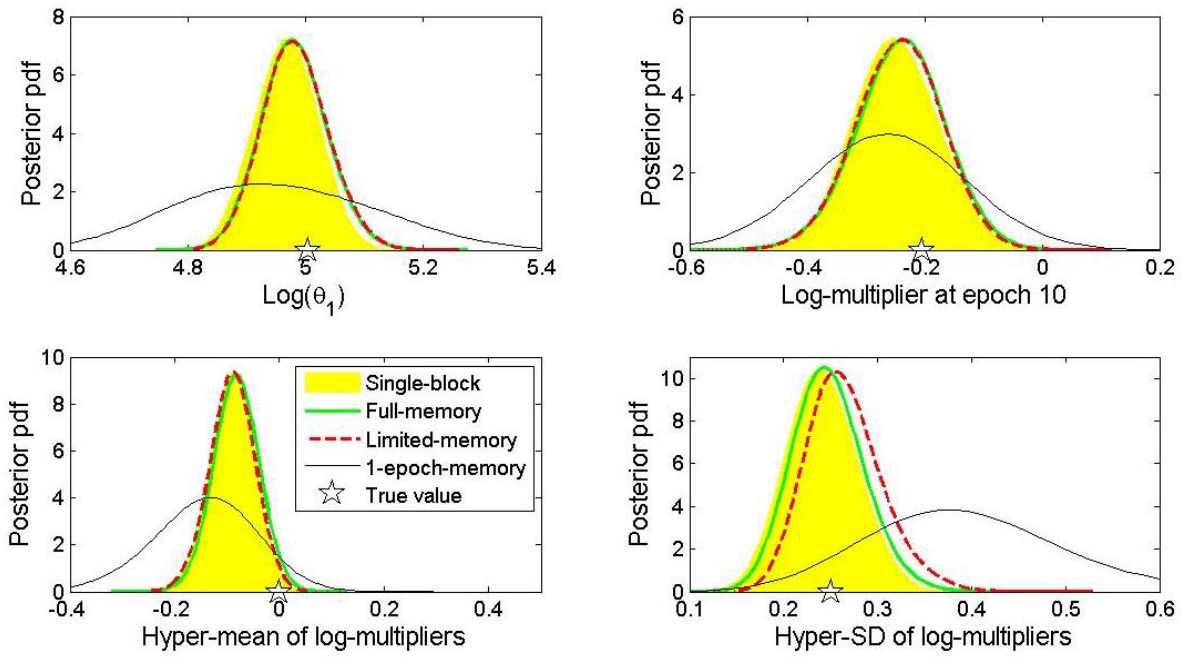 8
6
4
2
0
4.6 4.8 5 5.2 5.4
Posterior pdf
Log(θ1)
6
4
2
0
-0.6 -0.4 -0.2 0 0.2
Posterior pdf
Log-multiplier at epoch 10
10
8
6
4
2
0
-0.4 -0.2 0 0.2 0.4
Posterior pdf
Hyper-mean of log-multipliers
Single-block
Full-memory
Limited-memory
1-epoch-memory
True value
10
8
6
4
2
0
0.1 0.2 0.3 0.4 0.5 0.6
Posterior pdf
Hyper-SD of log-multipliers